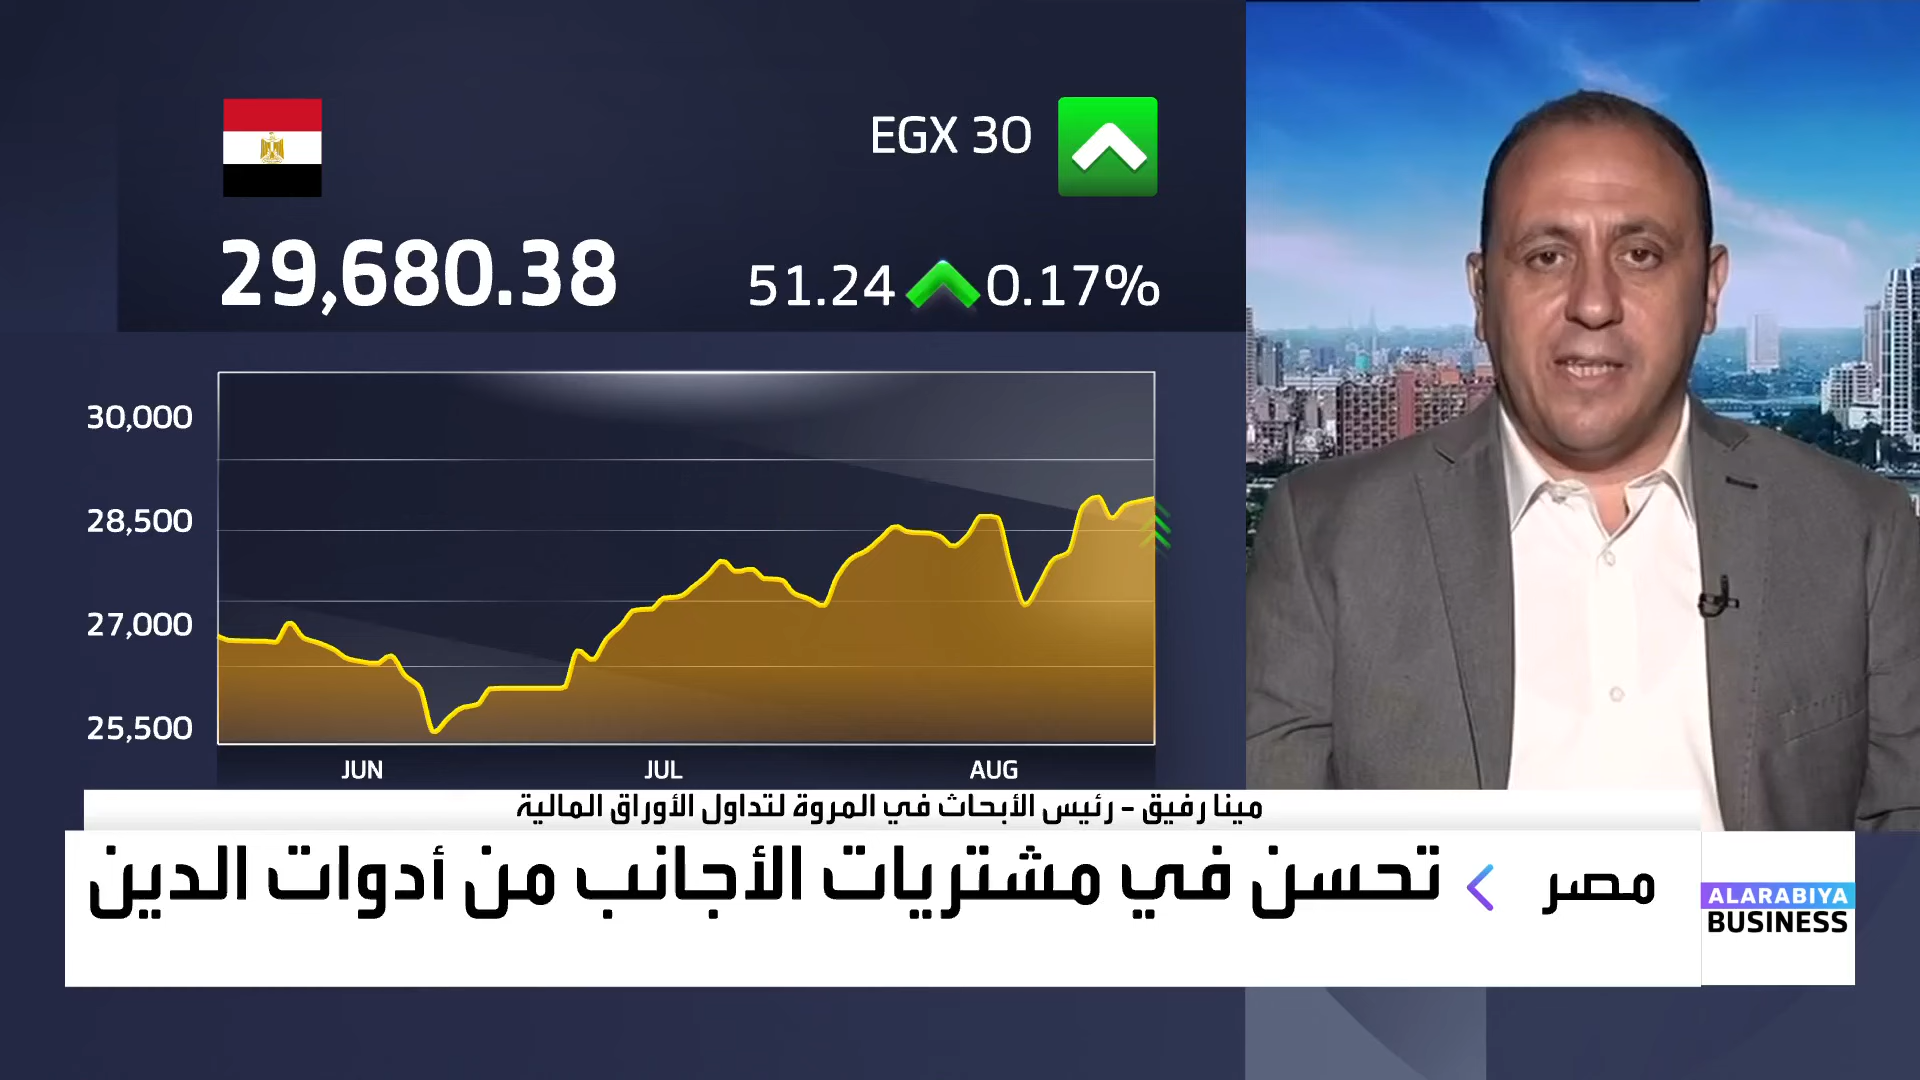 EGX 30
29,680.38
51.24 0.17%
30,000
28,500
27,000
25,500
JUN JUL AUG
مينا رفيق - رئيس الأبحاث في المروة لتداول الأوراق المالية
مصر تحسن في مشتريات الأجانب من أدوات الدين
ALARABIYA
BUSINESS